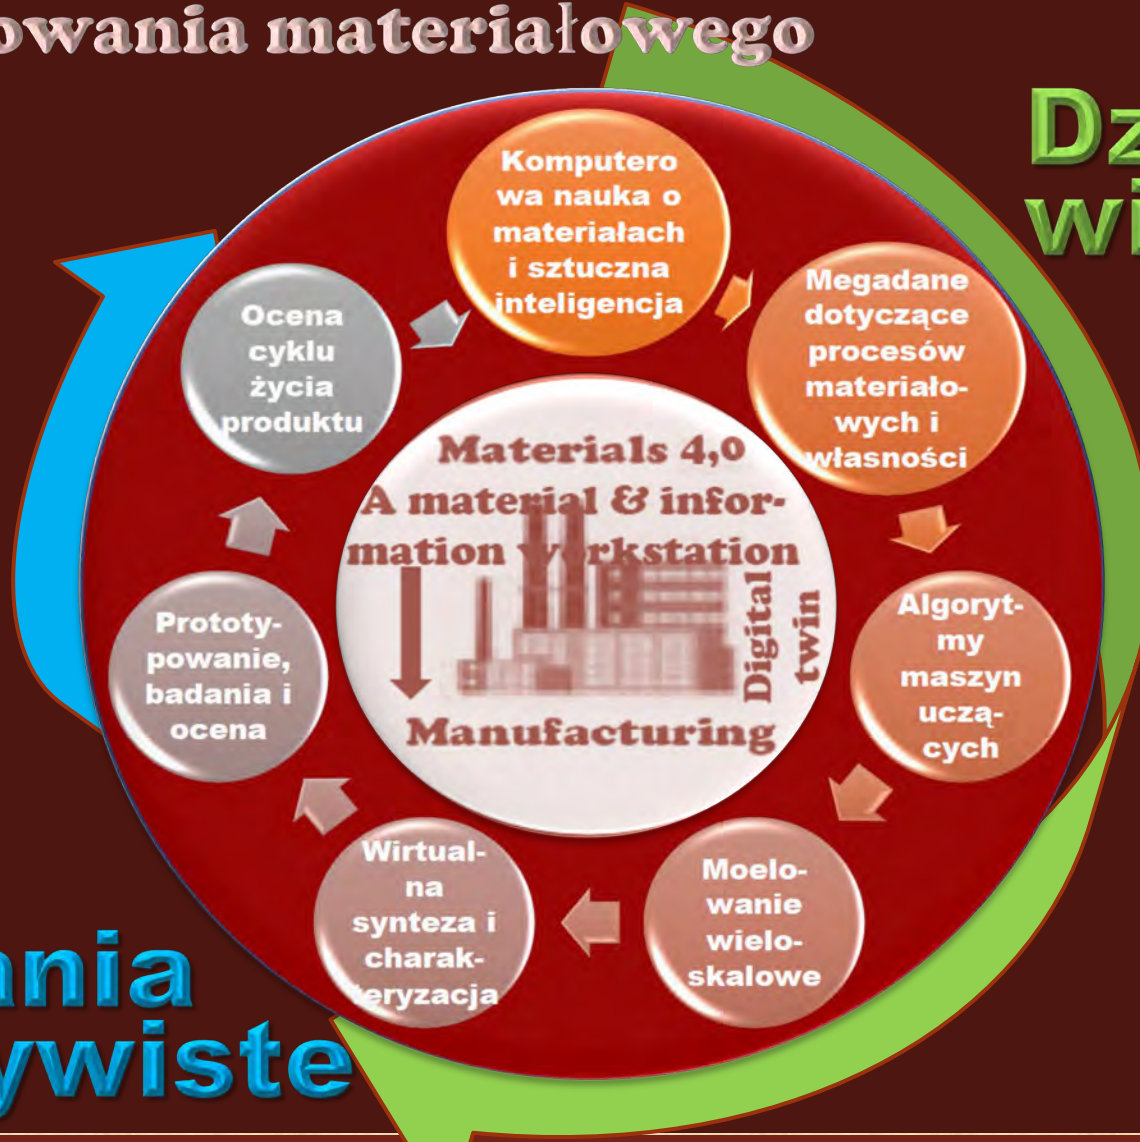 owania materiałowego
Dz
wi
Komputero
wa nauka o
materiałach
i sztuczna
inteligencja
Megadane
dotyczące
procesów
materiało-
wych i
własności
Algoryt-
my
maszyn
uczą-
cych
Moelo-
wanie
wielo-
skalowe
Wirtual-
na
synteza i
charak-
teryzacja
Prototy-
powanie,
badania i
ocena
Ocena
cyklu
życia
produktu
Materials 4,0
A material & infor-
mation workstation
Digital
twin
Manufacturing
ania
ywiste